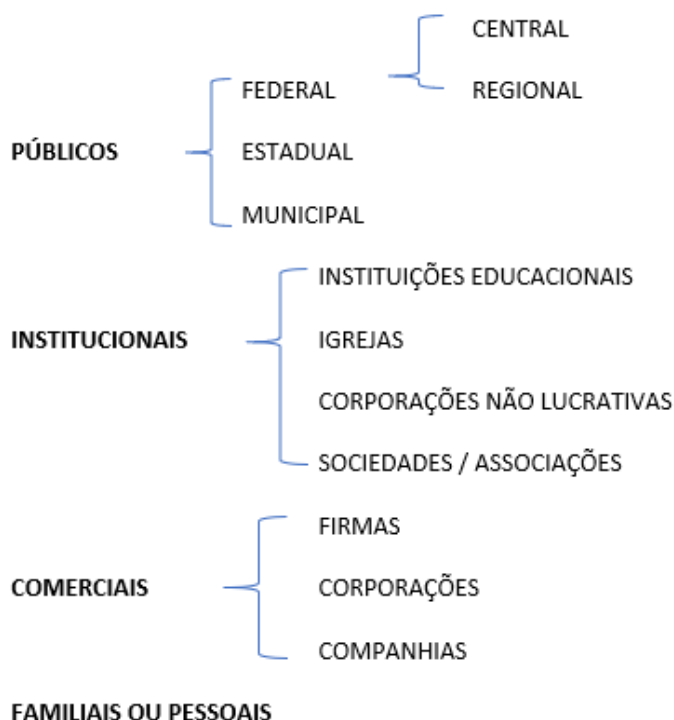 CENTRAL
FEDERAL
REGIONAL
PÚBLICOS
ESTADUAL
MUNICIPAL
INSTITUIÇÕES EDUCACIONAIS
INSTITUCIONAIS
IGREJAS
CORPORAÇÕES NÃO LUCRATIVAS
SOCIEDADES / ASSOCIAÇÕES
FIRMAS
COMERCIAIS
CORPORAÇÕES
COMPANHIAS
FAMILIAIS OU PESSOAIS